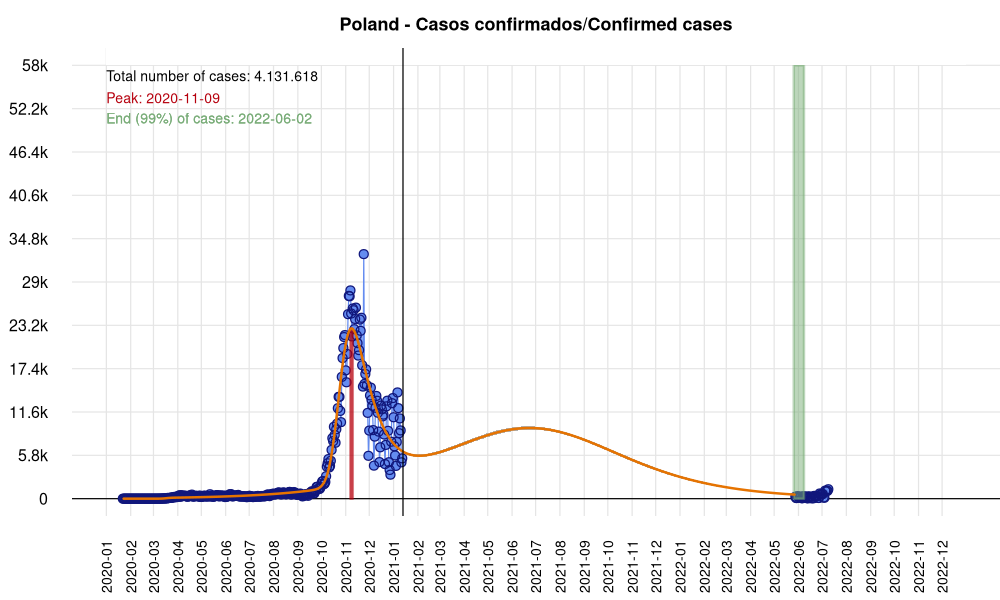 Poland - Casos confirmados/Confirmed cases
Total number of cases: 4.131.618
Peak: 2020-11-09
End (99%) of cases: 2022-06-02
58k
52.2k
46.4k
40.6k
34.8k
29k
23.2k
17.4k
11.6k
5.8k
0
2020-01
2020-02
2020-03
2020-04
2020-05
2020-06
2020-07
2020-08
2020-09
2020-10
2020-11
2020-12
2021-01
2021-02
2021-03
2021-04
2021-05
2021-06
2021-07
2021-08
2021-09
2021-10
2021-11
2021-12
2022-01
2022-02
2022-03
2022-04
2022-05
2022-06
2022-07
2022-08
2022-09
2022-10
2022-11
2022-12